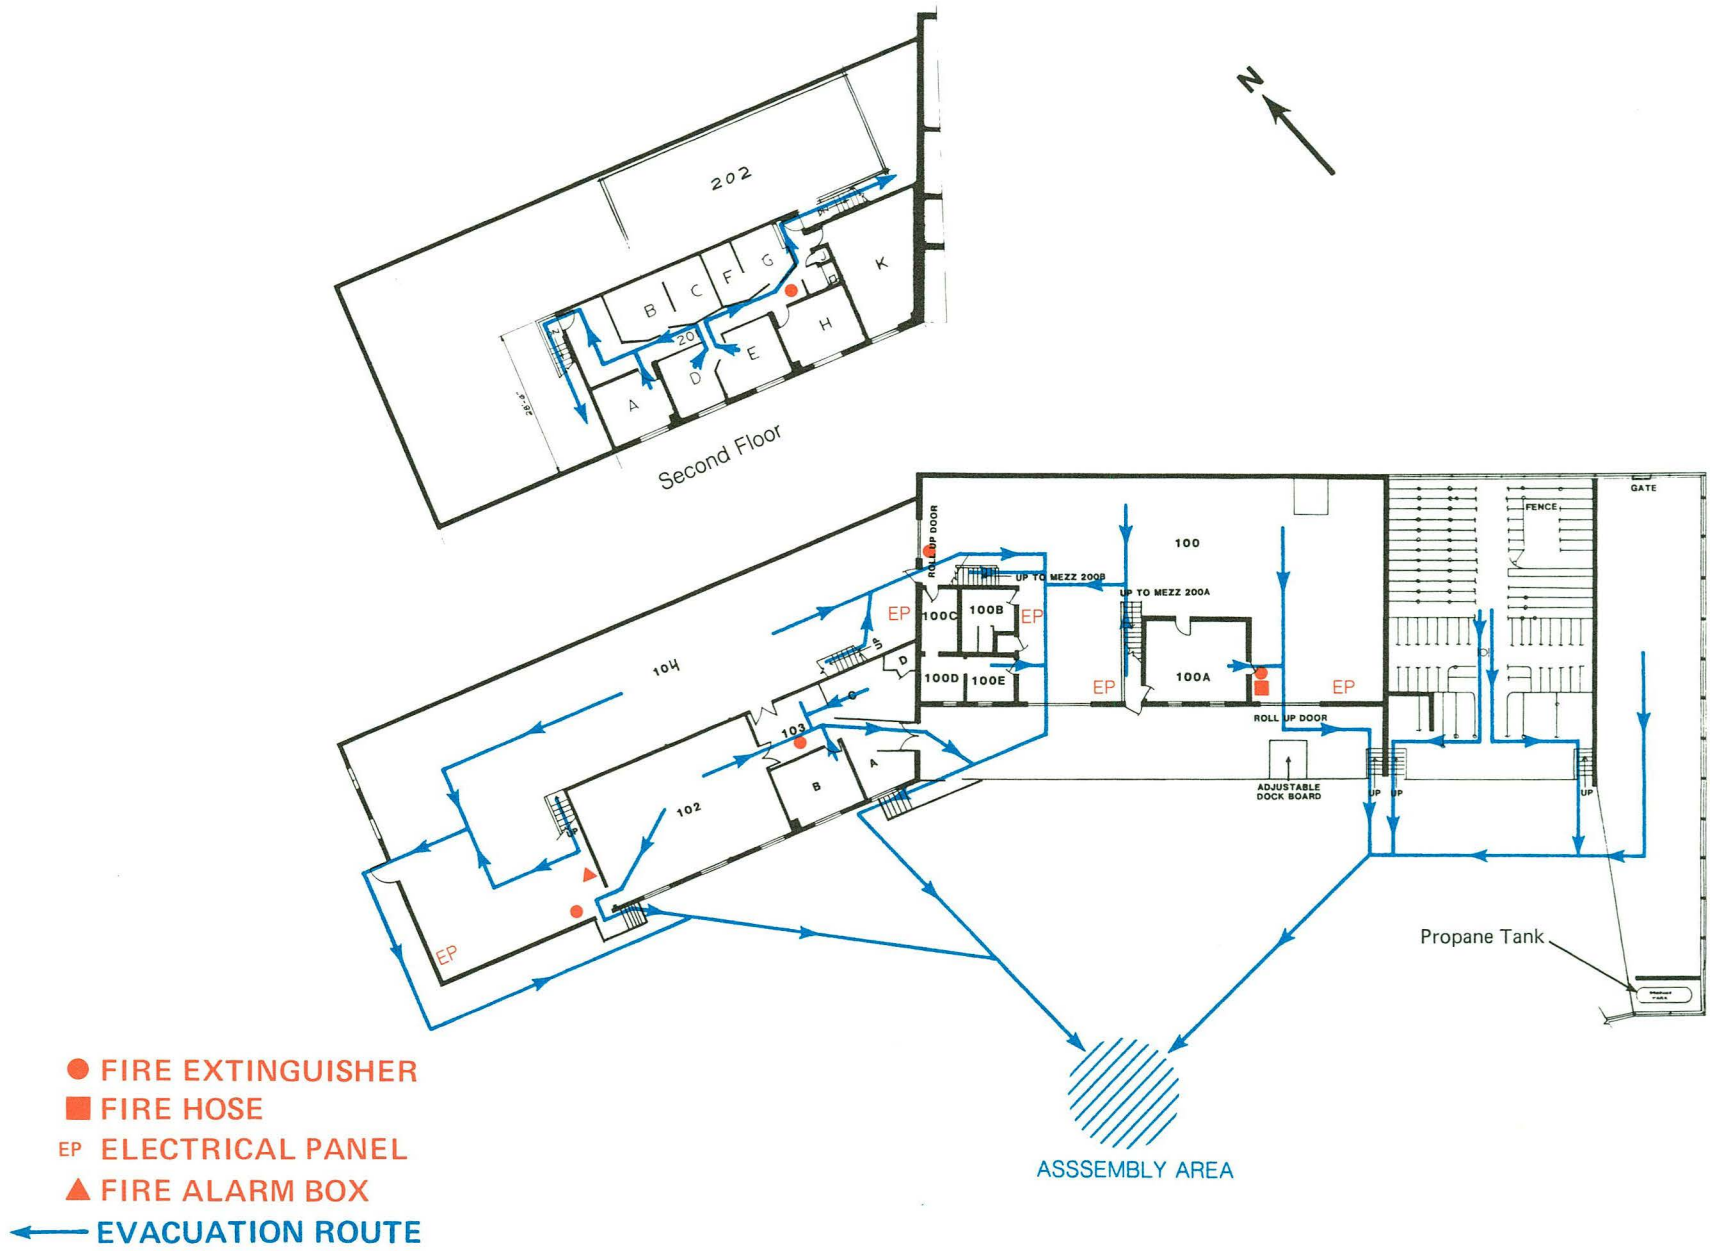 N
202
K
J
G
F
C
B
H
20
E
D
A
28'-6"
Second Floor
GATE
FENCE
ROLL UP DOOR
100
UP TO MEZZ 200B
UP TO MEZZ 200A
EP
100C
100B
EP
UP
104
D
100D
100E
100A
EP
EP
C
ROLL UP DOOR
103
A
B
ADJUSTABLE
DOCK BOARD
UP
UP
UP
102
UP
EP
Propane Tank
ASSSEMBLY AREA
FIRE EXTINGUISHER
FIRE HOSE
EP ELECTRICAL PANEL
FIRE ALARM BOX
EVACUATION ROUTE